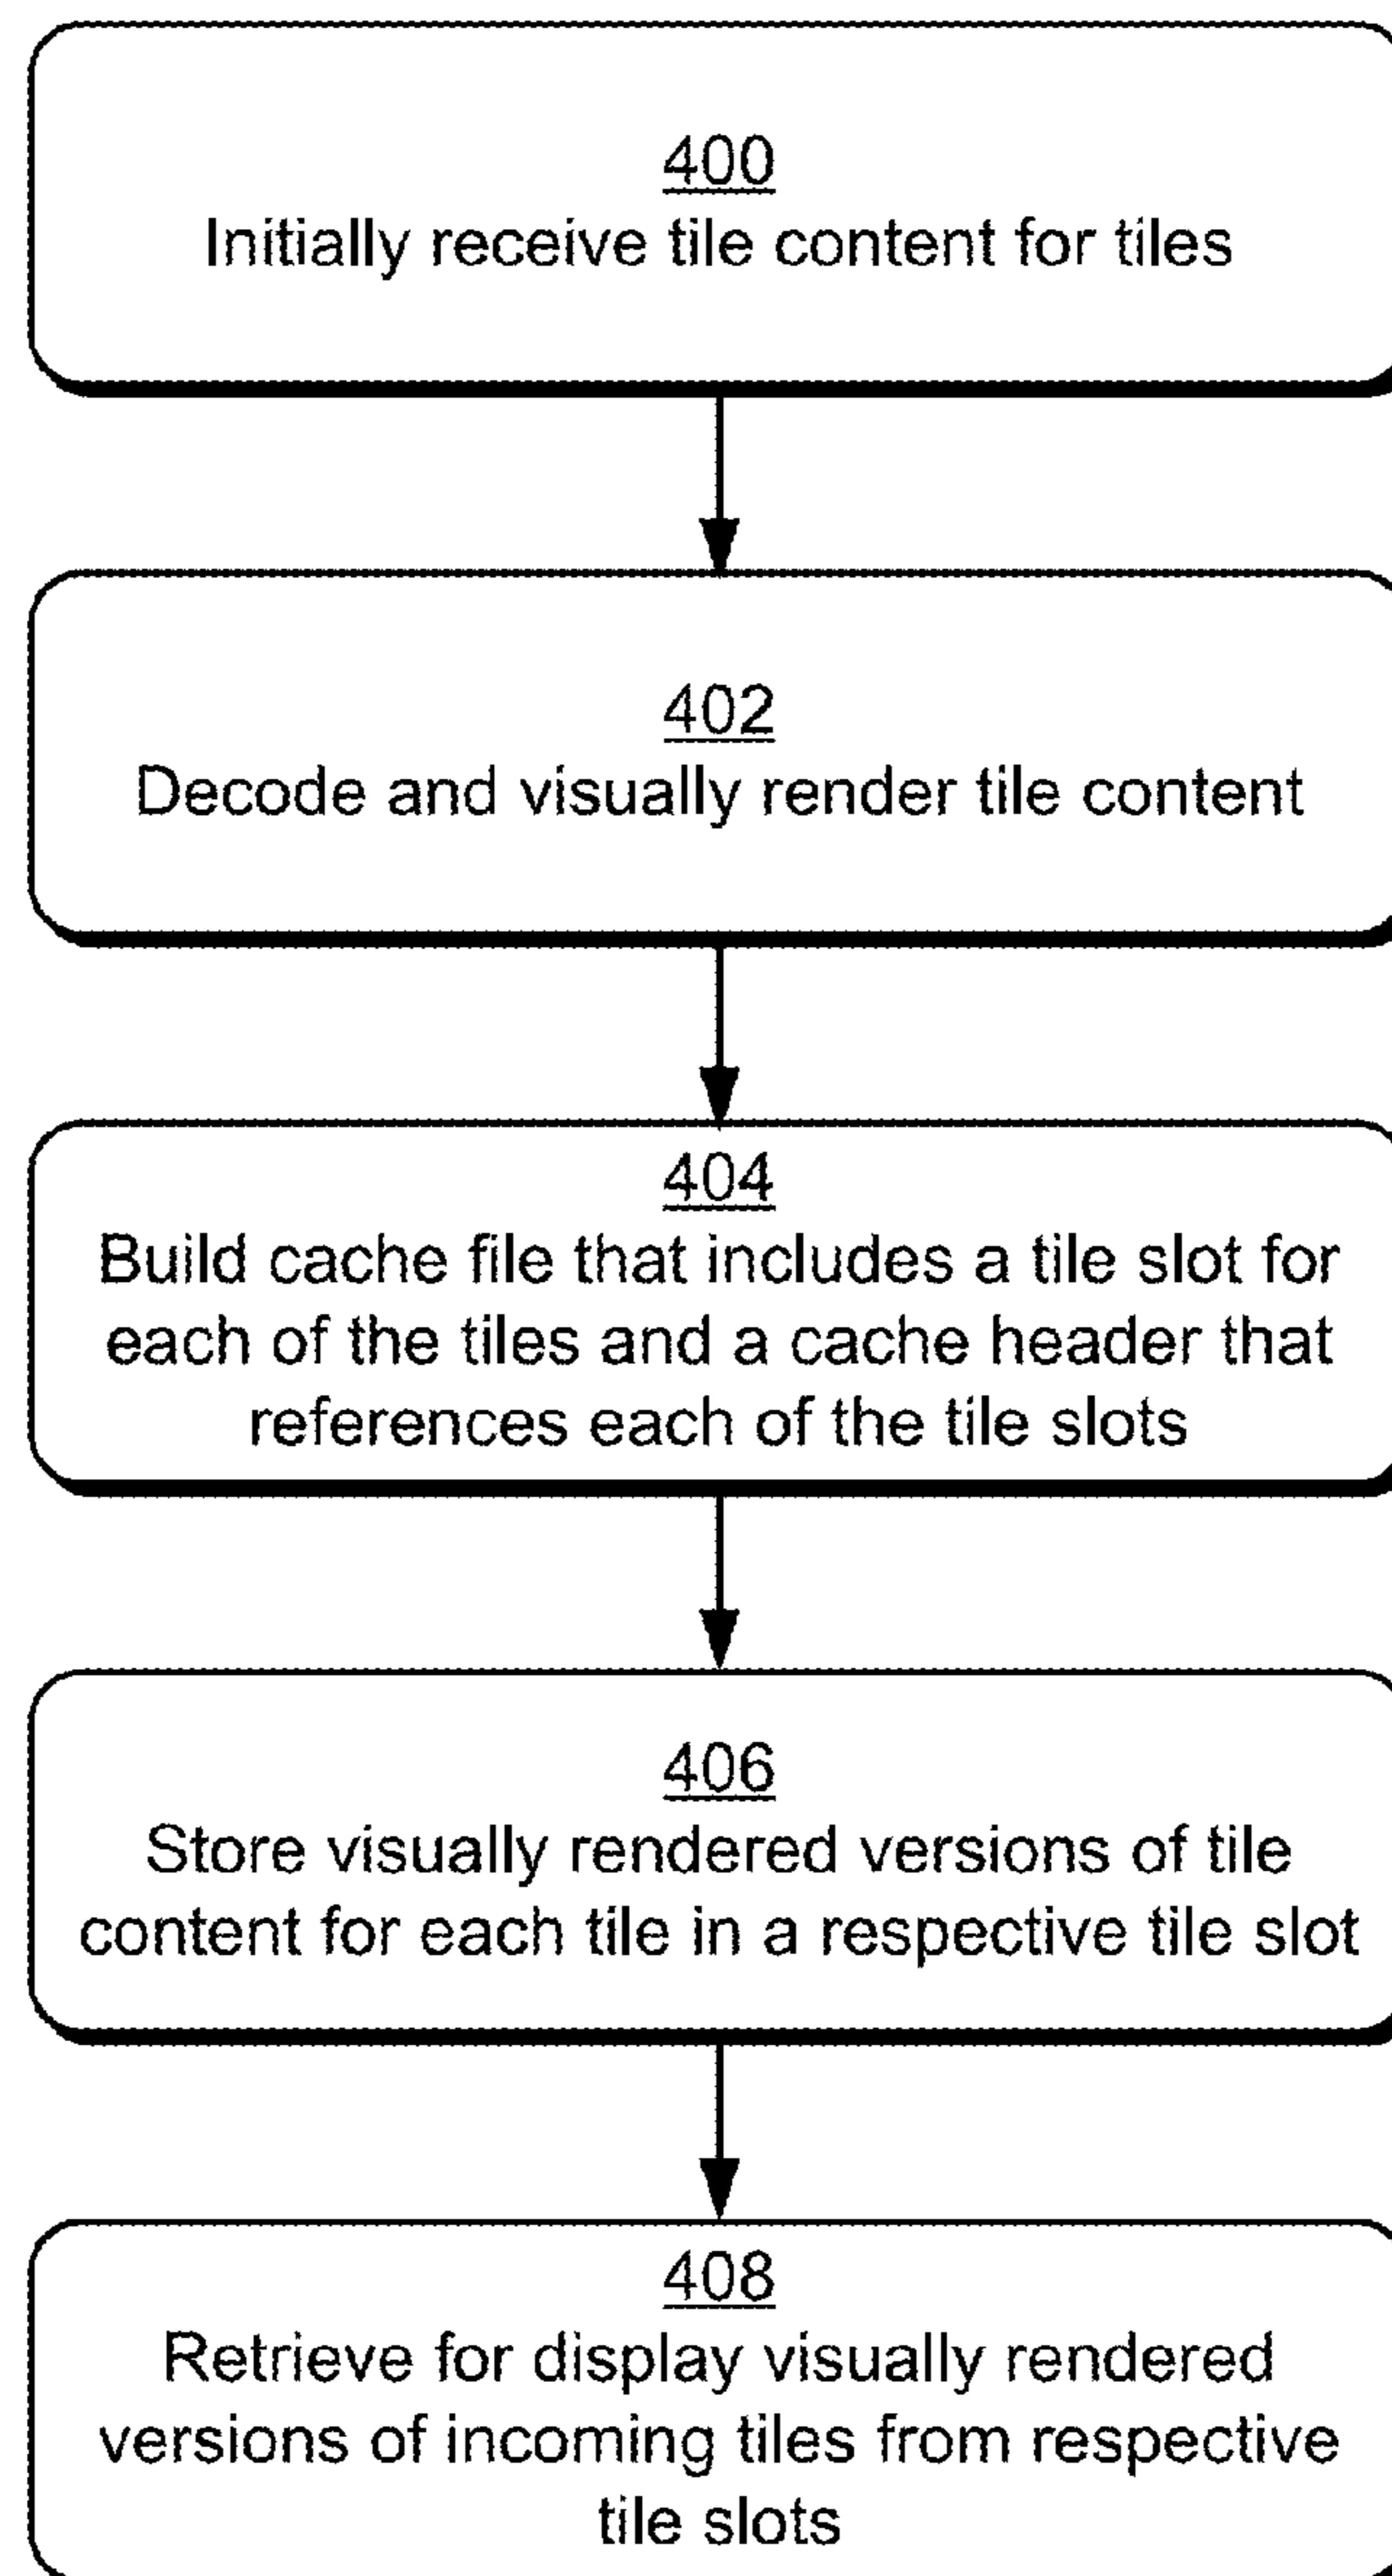 400
Initially receive tile content for tiles
402
Decode and visually render tile content
404
Build cache file that includes a tile slot for
each of the tiles and a cache header that
references each of the tile slots
406
Store visually rendered versions of tile
content for each tile in a respective tile slot
408
Retrieve for display visually rendered
versions of incoming tiles from respective
tile slots